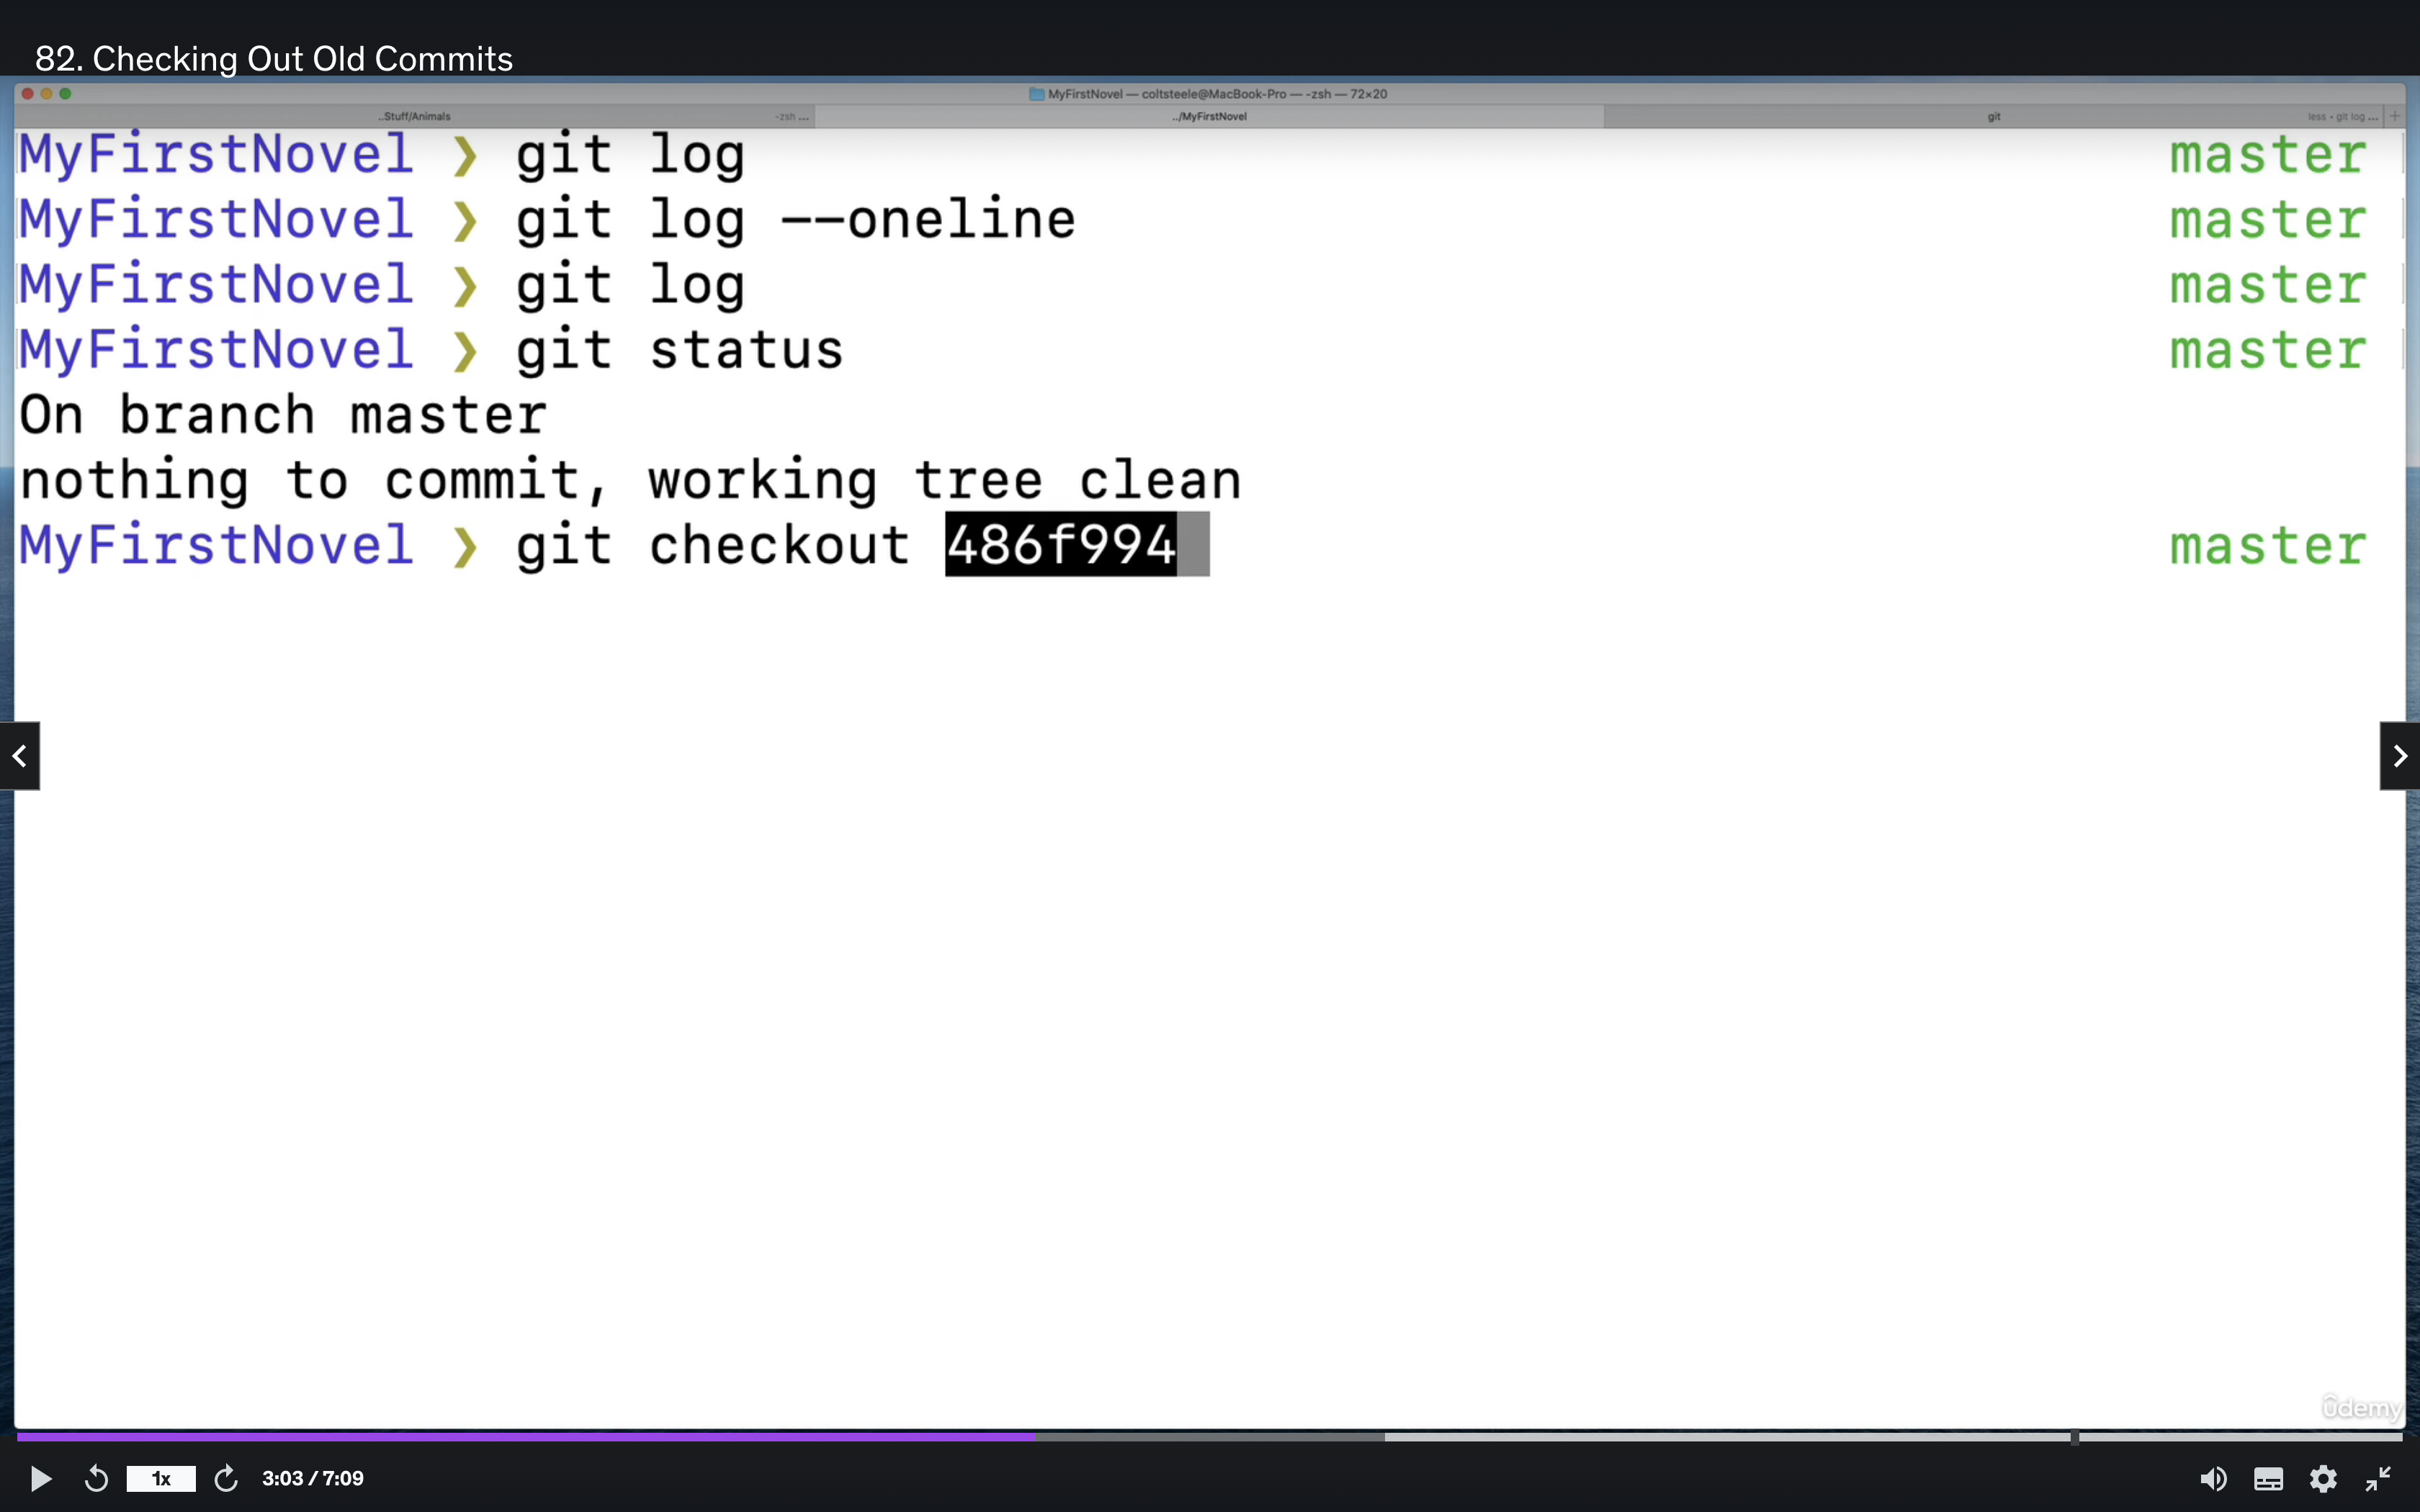 82. Checking Out Old Commits
MyFirstNovel — coltsteele@MacBook-Pro — -zsh — 72×20
..Stuff/Animals -zsh ... ../MyFirstNovel git less ◂ git log ... +
MyFirstNovel ❯ git log master
MyFirstNovel ❯ git log --oneline master
MyFirstNovel ❯ git log master
MyFirstNovel ❯ git status master
On branch master
nothing to commit, working tree clean
MyFirstNovel ❯ git checkout 486f994 master
ûdemy
1x 3:03 / 7:09